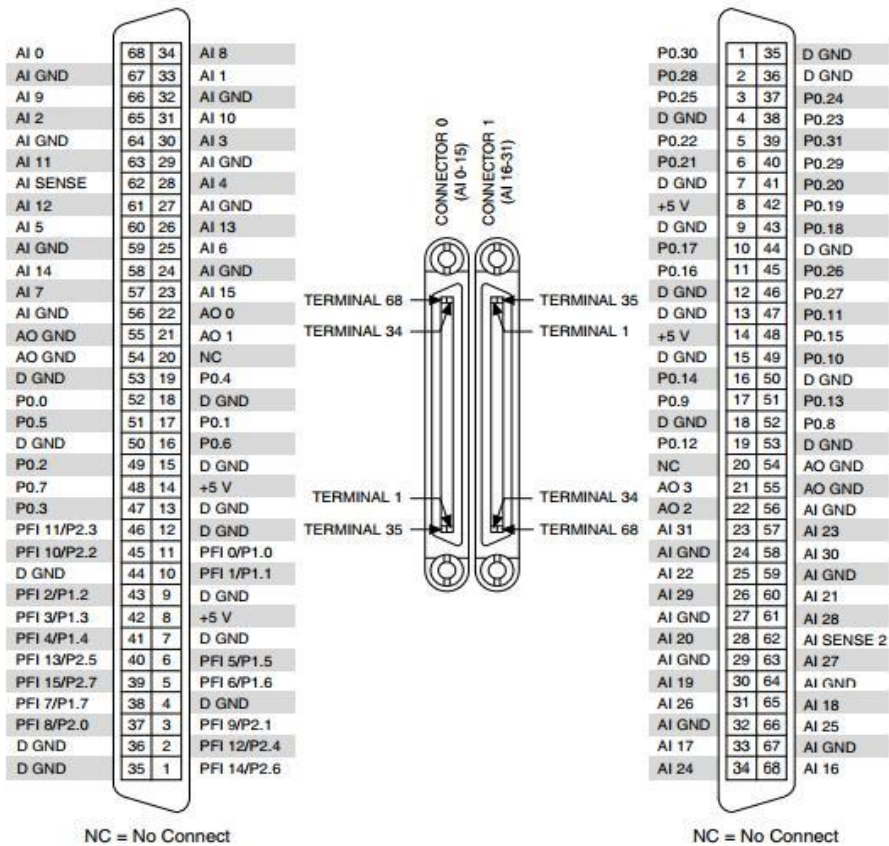 AI 0 68 34 AI 8
AI GND 67 33 AI 1
AI 9 66 32 AI GND
AI 2 65 31 AI 10
AI GND 64 30 AI 3
AI 11 63 29 AI GND
AI SENSE 62 28 AI 4
AI 12 61 27 AI GND
AI 5 60 26 AI 13
AI GND 59 25 AI 6
AI 14 58 24 AI GND
AI 7 57 23 AI 15
AI GND 56 22 AO 0
AO GND 55 21 AO 1
AO GND 54 20 NC
D GND 53 19 P0.4
P0.0 52 18 D GND
P0.5 51 17 P0.1
D GND 50 16 P0.6
P0.2 49 15 D GND
P0.7 48 14 +5 V
P0.3 47 13 D GND
PFI 11/P2.3 46 12 D GND
PFI 10/P2.2 45 11 PFI 0/P1.0
D GND 44 10 PFI 1/P1.1
PFI 2/P1.2 43 9 D GND
PFI 3/P1.3 42 8 +5 V
PFI 4/P1.4 41 7 D GND
PFI 13/P2.5 40 6 PFI 5/P1.5
PFI 15/P2.7 39 5 PFI 6/P1.6
PFI 7/P1.7 38 4 D GND
PFI 8/P2.0 37 3 PFI 9/P2.1
D GND 36 2 PFI 12/P2.4
D GND 35 1 PFI 14/P2.6
NC = No Connect
CONNECTOR 0
(AI 0-15)
CONNECTOR 1
(AI 16-31)
TERMINAL 68
TERMINAL 34
TERMINAL 35
TERMINAL 1
TERMINAL 1
TERMINAL 35
TERMINAL 34
TERMINAL 68
P0.30 1 35 D GND
P0.28 2 36 D GND
P0.25 3 37 P0.24
D GND 4 38 P0.23
P0.22 5 39 P0.31
P0.21 6 40 P0.29
D GND 7 41 P0.20
+5 V 8 42 P0.19
D GND 9 43 P0.18
P0.17 10 44 D GND
P0.16 11 45 P0.26
D GND 12 46 P0.27
D GND 13 47 P0.11
+5 V 14 48 P0.15
D GND 15 49 P0.10
P0.14 16 50 D GND
P0.9 17 51 P0.13
D GND 18 52 P0.8
P0.12 19 53 D GND
NC 20 54 AO GND
AO 3 21 55 AO GND
AO 2 22 56 AI GND
AI 31 23 57 AI 23
AI GND 24 58 AI 30
AI 22 25 59 AI GND
AI 29 26 60 AI 21
AI GND 27 61 AI 28
AI 20 28 62 AI SENSE 2
AI GND 29 63 AI 27
AI 19 30 64 AI GND
AI 26 31 65 AI 18
AI GND 32 66 AI 25
AI 17 33 67 AI GND
AI 24 34 68 AI 16
NC = No Connect